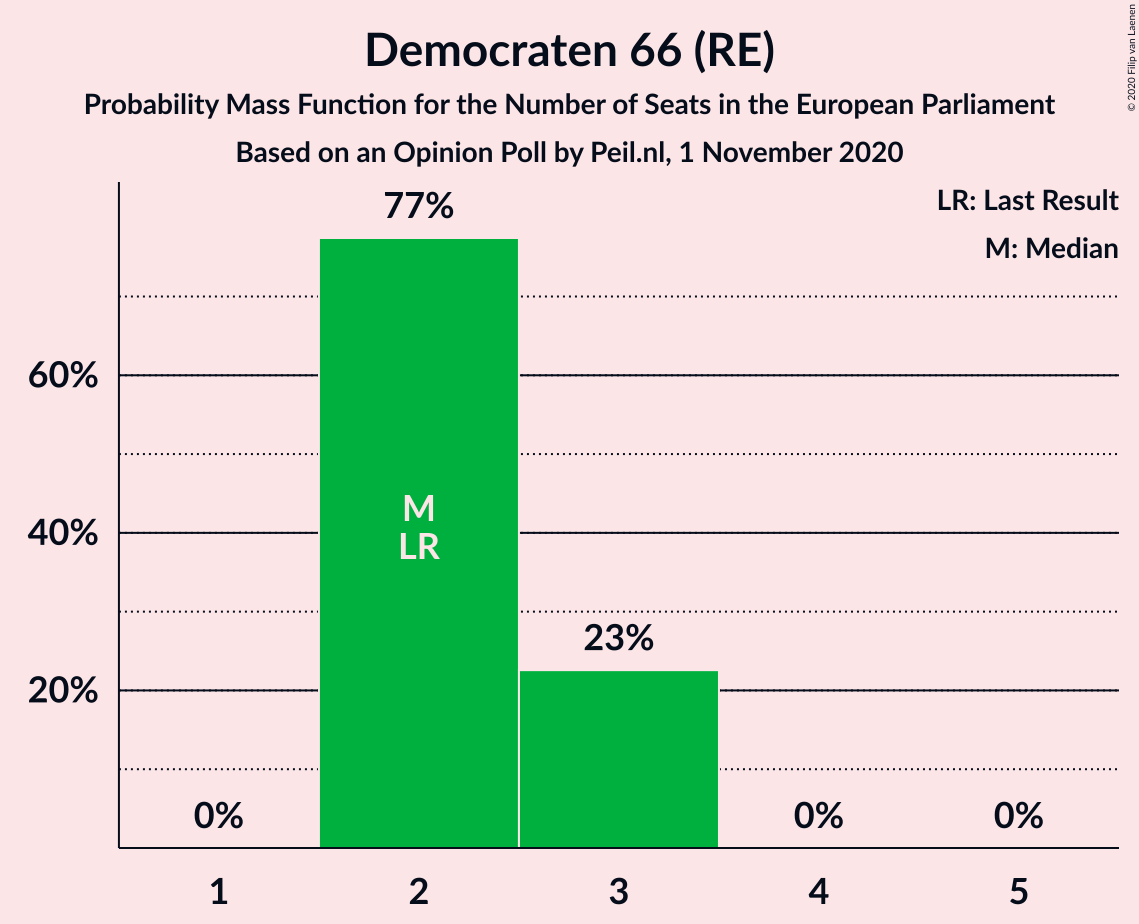 Democraten 66 (RE)
Probability Mass Function for the Number of Seats in the European Parliament
Based on an Opinion Poll by Peil.nl, 1 November 2020
© 2020 Filip van Laenen
LR: Last Result
M: Median
77%
60%
M
40%
LR
23%
20%
0%
0%
0%
1
2
3
4
5